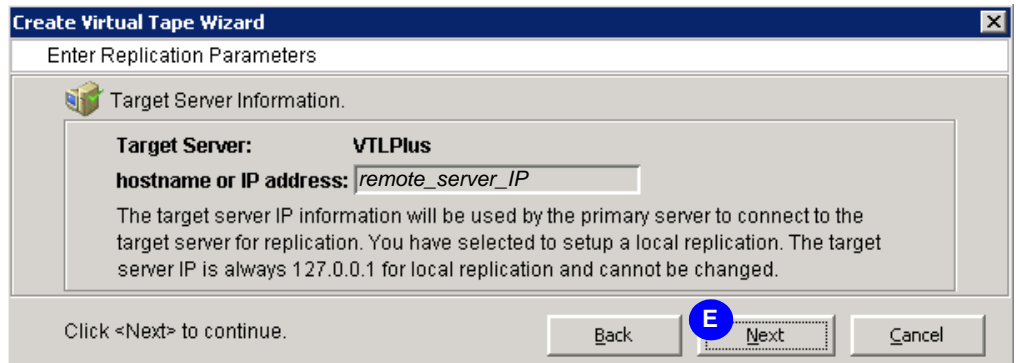 Create Virtual Tape Wizard
Enter Replication Parameters
Target Server Information.
Target Server: VTLPlus
hostname or IP address: remote_server_IP
The target server IP information will be used by the primary server to connect to the
target server for replication. You have selected to setup a local replication. The target
server IP is always 127.0.0.1 for local replication and cannot be changed.
Click <Next> to continue.
Back
E
Next
Cancel